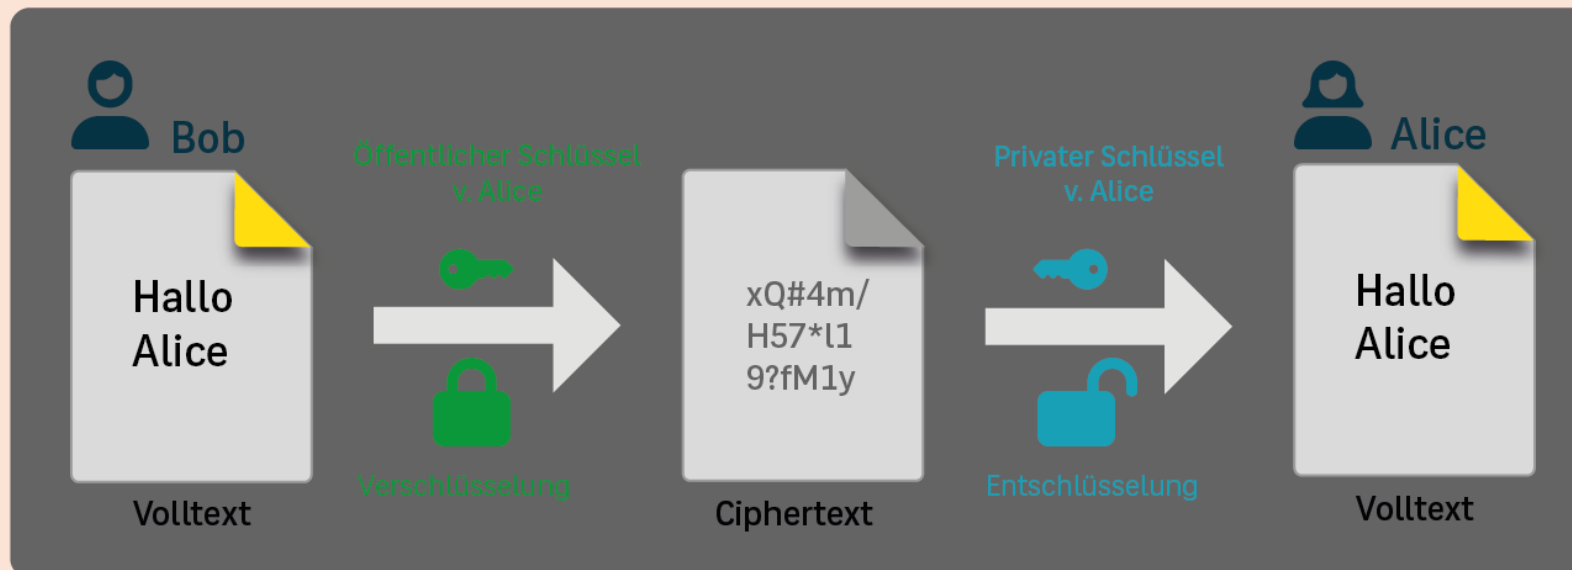 Bob
Öffentlicher Schlüssel
v. Alice
Hallo
Alice
Verschlüsselung
Volltext
xQ#4m/
H57*l1
9?fM1y
Ciphertext
Privater Schlüssel
v. Alice
Entschlüsselung
Alice
Hallo
Alice
Volltext